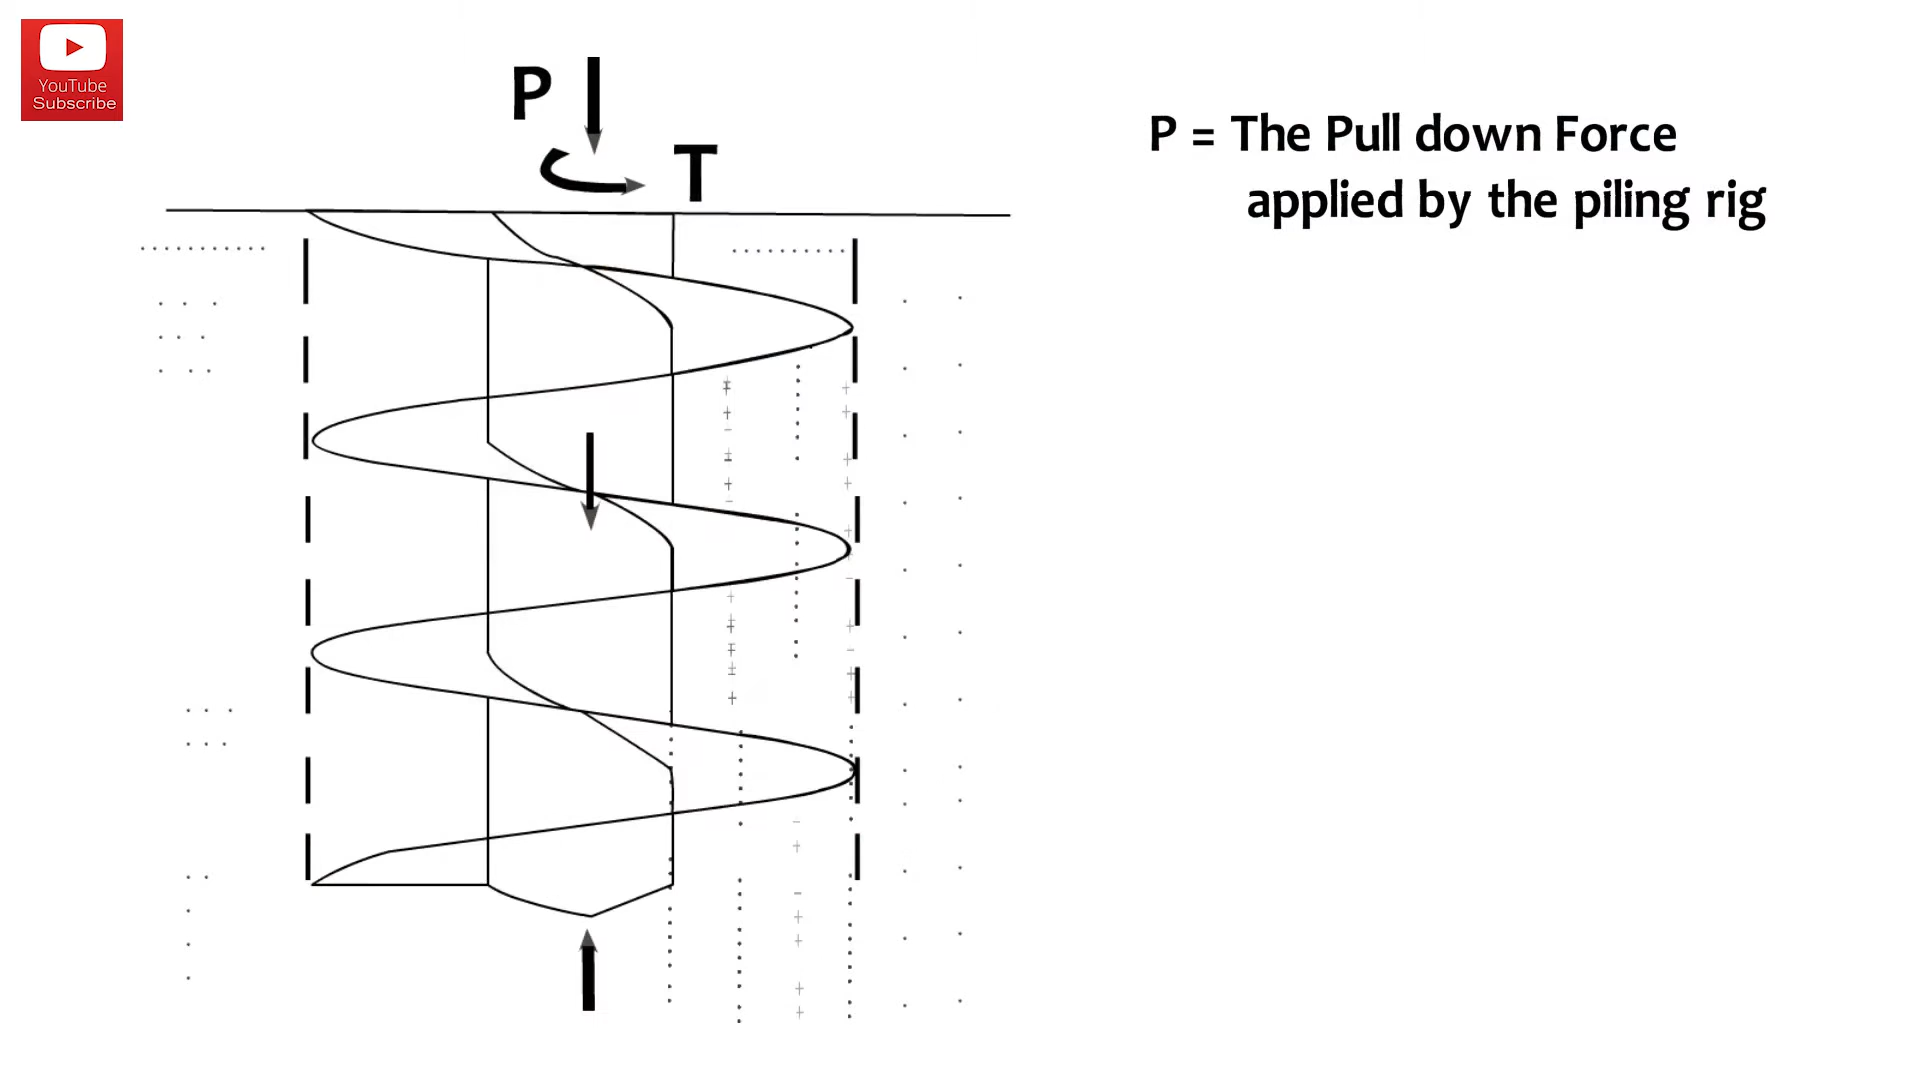 YouTube
Subscribe
P
T
P = The Pull down Force
applied by the piling rig